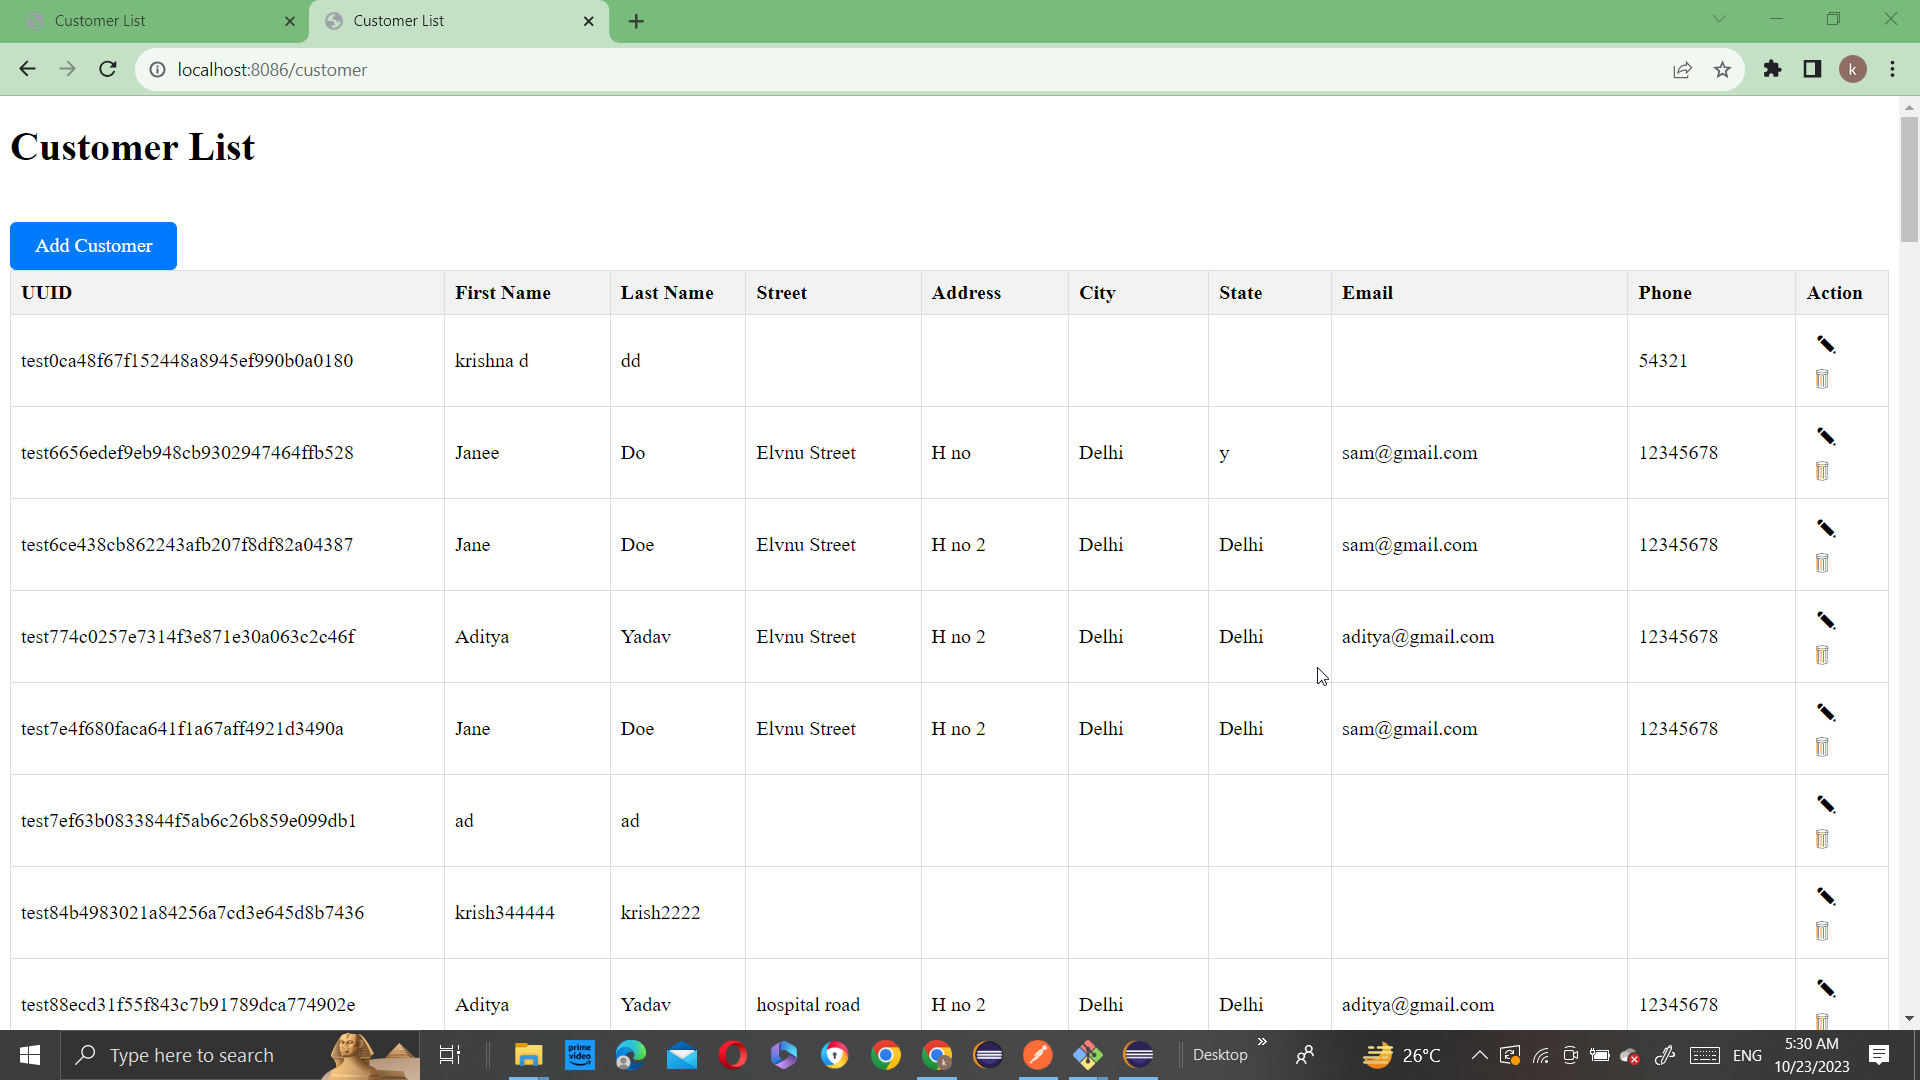 Customer List
Customer List
localhost:8086/customer
k
Customer List
Add Customer
UUID First Name Last Name Street Address City State Email Phone Action
test0ca48f67f152448a8945ef990b0a0180 krishna d dd 54321
test6656edef9eb948cb9302947464ffb528 Janee Do Elvnu Street H no Delhi y sam@gmail.com 12345678
test6ce438cb862243afb207f8df82a04387 Jane Doe Elvnu Street H no 2 Delhi Delhi sam@gmail.com 12345678
test774c0257e7314f3e871e30a063c2c46f Aditya Yadav Elvnu Street H no 2 Delhi Delhi aditya@gmail.com 12345678
test7e4f680faca641f1a67aff4921d3490a Jane Doe Elvnu Street H no 2 Delhi Delhi sam@gmail.com 12345678
test7ef63b0833844f5ab6c26b859e099db1 ad ad
test84b4983021a84256a7cd3e645d8b7436 krish344444 krish2222
test88ecd31f55f843c7b91789dca774902e Aditya Yadav hospital road H no 2 Delhi Delhi aditya@gmail.com 12345678
Type here to search
prime video
Desktop
26°C
ENG
5:30 AM
10/23/2023